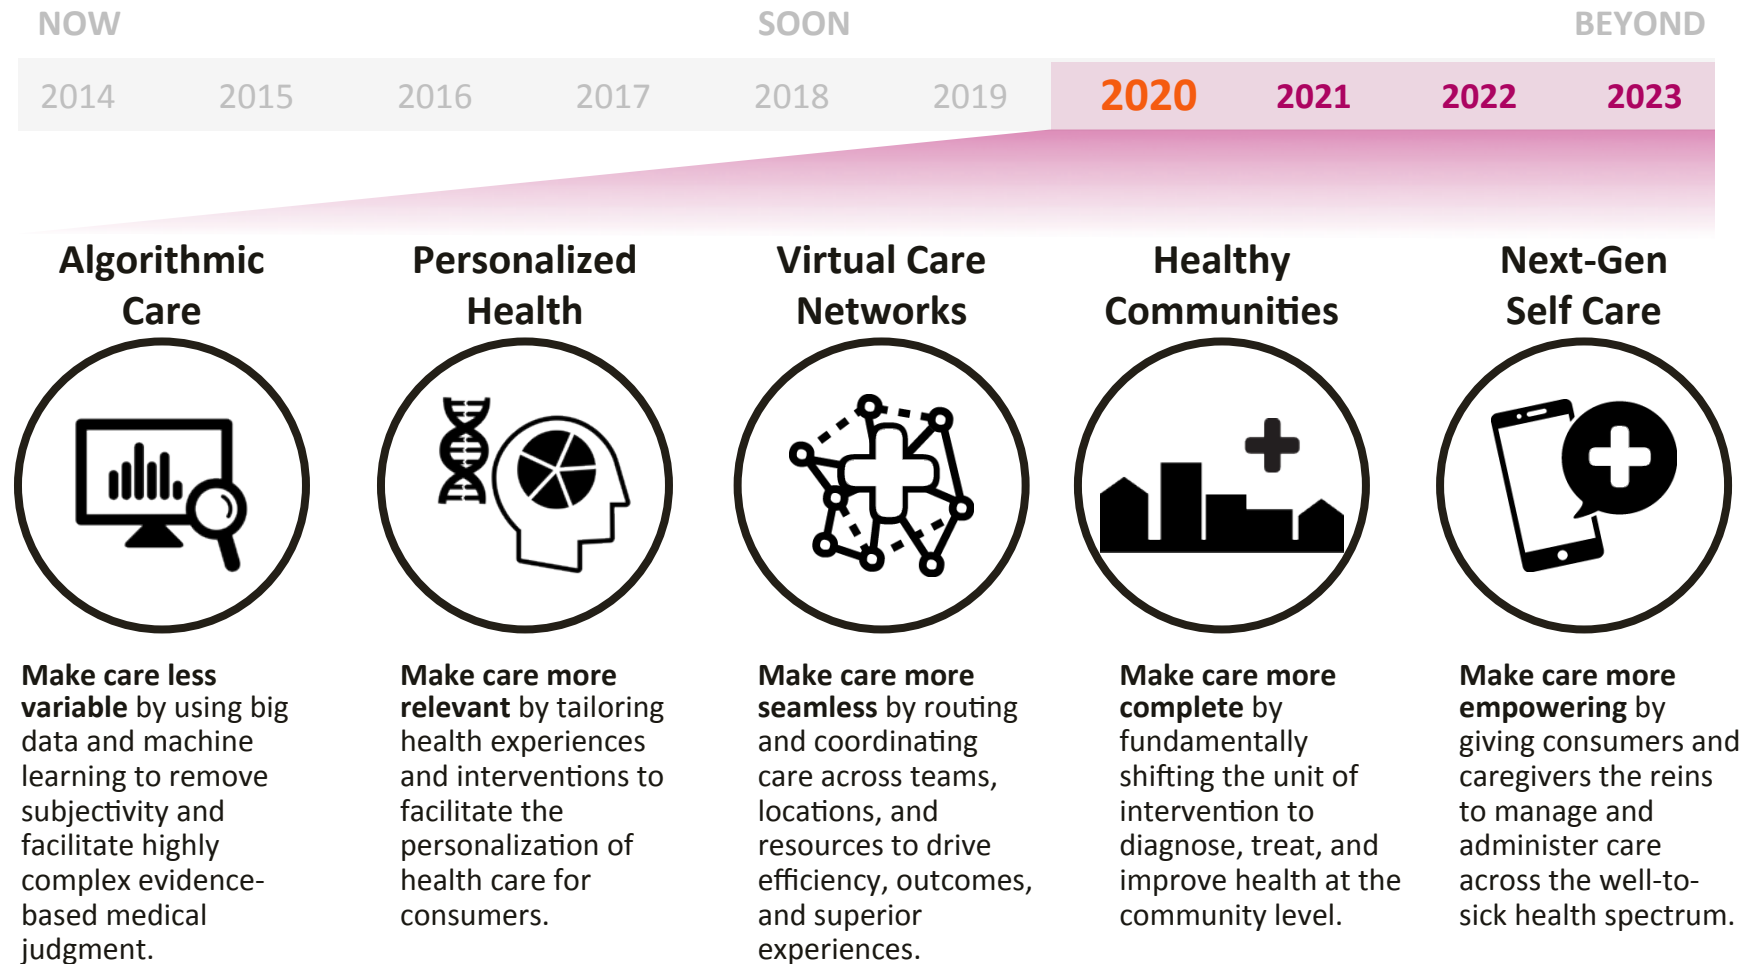 NOW SOON BEYOND
2014 2015 2016 2017 2018 2019 2020 2021 2022 2023
Algorithmic
Care
Personalized
Health
Virtual Care
Networks
Healthy
Communities
Next-Gen
Self Care
Make care less
variable by using big
data and machine
learning to remove
subjectivity and
facilitate highly
complex evidence-
based medical
judgment.
Make care more
relevant by tailoring
health experiences
and interventions to
facilitate the
personalization of
health care for
consumers.
Make care more
seamless by routing
and coordinating
care across teams,
locations, and
resources to drive
efficiency, outcomes,
and superior
experiences.
Make care more
complete by
fundamentally
shifting the unit of
intervention to
diagnose, treat, and
improve health at the
community level.
Make care more
empowering by
giving consumers and
caregivers the reins
to manage and
administer care
across the well-to-
sick health spectrum.